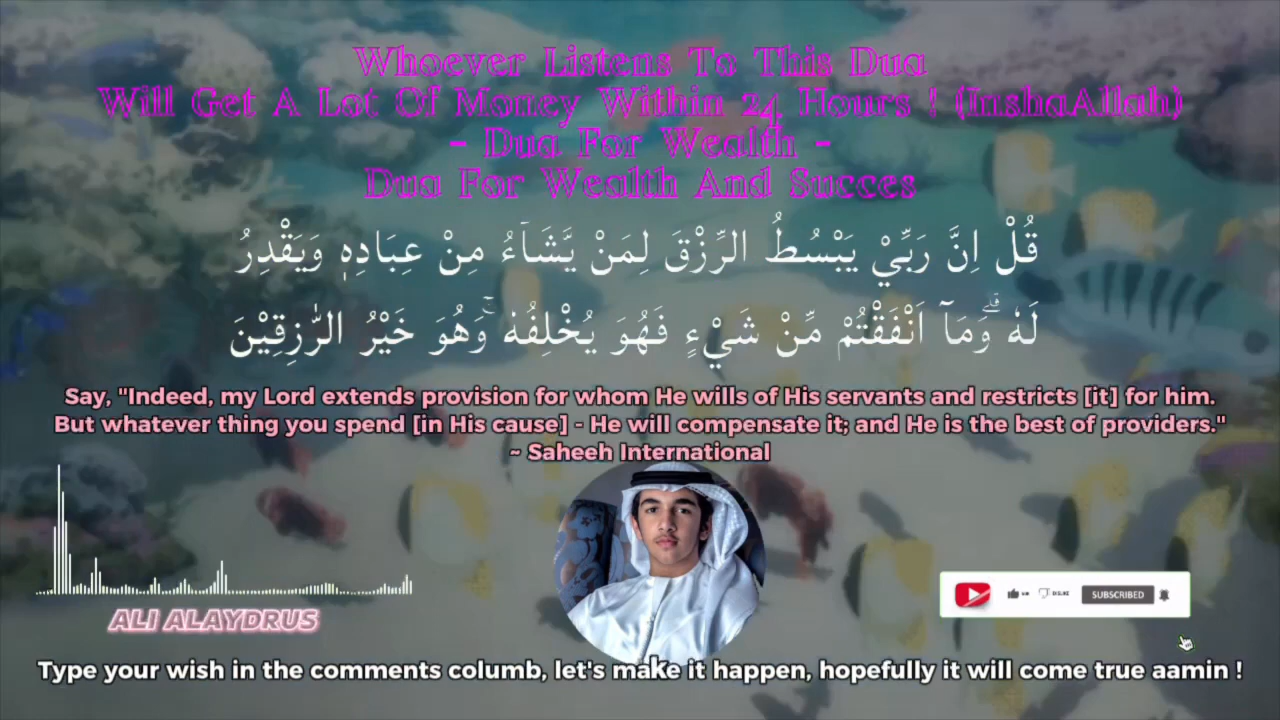 Whoever Listens To This Dua
Will Get A Lot Of Money Within 24 Hours ! (InshaAllah)
- Dua For Wealth -
Dua For Wealth And Succes
قُلْ اِنَّ رَبِّيْ يَبْسُطُ الرِّزْقَ لِمَنْ يَّشَاۤءُ مِنْ عِبَادِهٖ وَيَقْدِرُ
لَهٗ ۗوَمَآ اَنْفَقْتُمْ مِّنْ شَيْءٍ فَهُوَ يُخْلِفُهٗ ۚوَهُوَ خَيْرُ الرّٰزِقِيْنَ
Say, "Indeed, my Lord extends provision for whom He wills of His servants and restricts [it] for him.
But whatever thing you spend [in His cause] - He will compensate it; and He is the best of providers."
~ Saheeh International
SUBSCRIBED
ALI ALAYDRUS
Type your wish in the comments columb, let's make it happen, hopefully it will come true aamin !